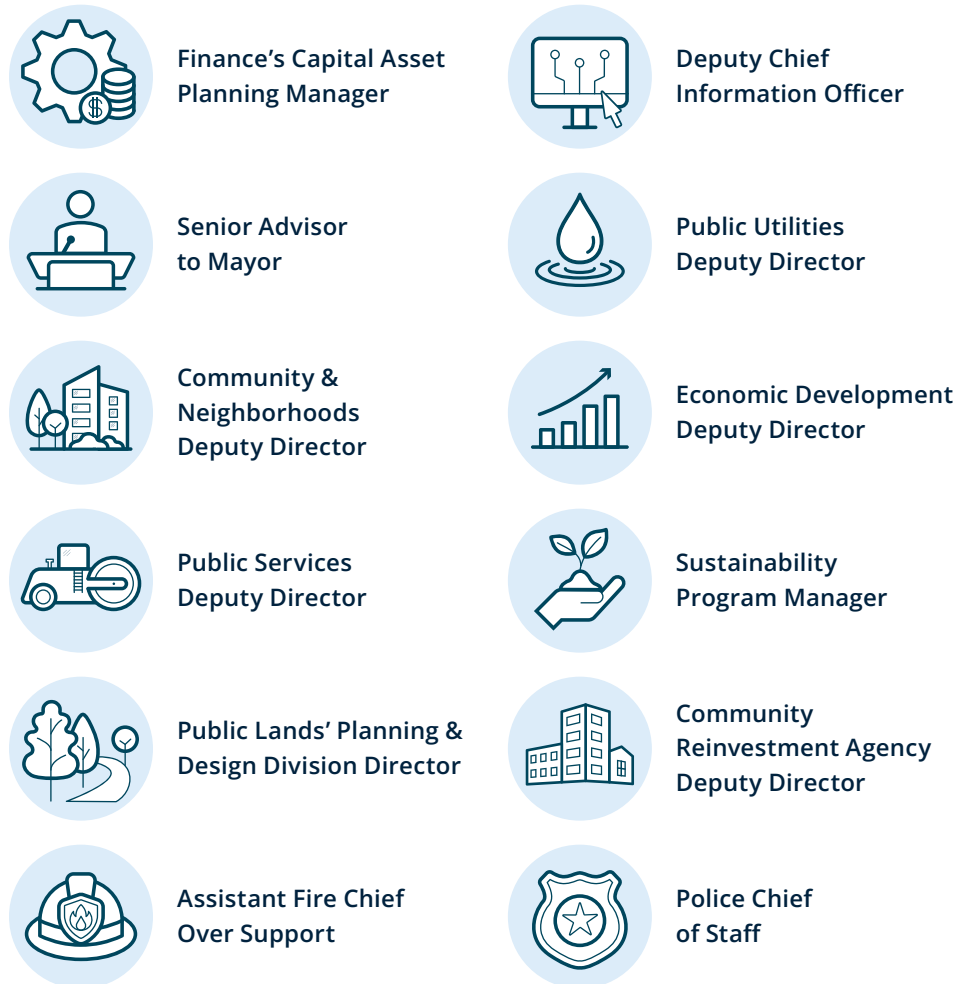 Finance’s Capital Asset
Planning Manager
Deputy Chief
Information Officer
Senior Advisor
to Mayor
Public Utilities
Deputy Director
Community &
Neighborhoods
Deputy Director
Economic Development
Deputy Director
Public Services
Deputy Director
Sustainability
Program Manager
Public Lands’ Planning &
Design Division Director
Community
Reinvestment Agency
Deputy Director
Assistant Fire Chief
Over Support
Police Chief
of Staff